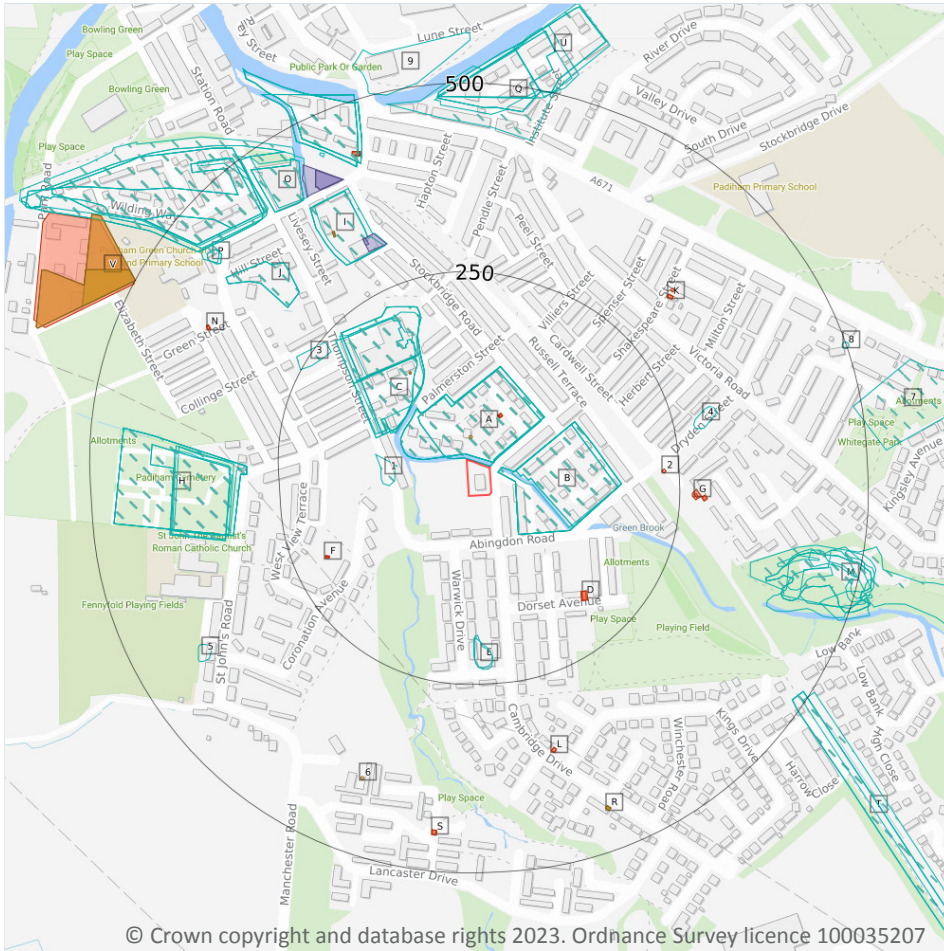 Bowling Green
Lune Street
River Drive
Play Space
9
U
Public Park Or Garden
Station Road
500
Q
Bowling Green
Valley Drive
Institute Street
South Drive
Stockbridge Drive
Play Space
Hapton Street
A671
Padiham Primary School
Park Road
O
Wilding Way
Pendle Street
Peel Street
I
Livesey Street
P
Padiham Green Church
and Primary School
V
Hill Street
J
250
Stockbridge Road
Villiers Street
Spenser Street
Shakespeare Street
K
Milton Street
N
Elizabeth Street
Green Street
3
Thompson Street
Palmerston Street
Russell Terrace
Cardwell Street
Herbert Street
Victoria Road
8
Collinge Street
C
A
4
7
Allotments
Play Space
Whitegate Park
Dryden Street
Kingsley Avenue
Allotments
Padiham Cemetery
H
1
B
2
G
St John The Baptist's
Roman Catholic Church
West View Terrace
Abingdon Road
Green Brook
F
Allotments
M
Fennyfold Playing Fields
Coronation Avenue
Warwick Drive
D
Dorset Avenue
Play Space
Playing Field
St John's Road
5
E
Low Bank
Low Bank
High Close
Cambridge Drive
L
Winchester Road
Kings Drive
Harrow Close
6
Play Space
R
T
S
Manchester Road
Lancaster Drive
© Crown copyright and database rights 2023. Ordnance Survey licence 100035207